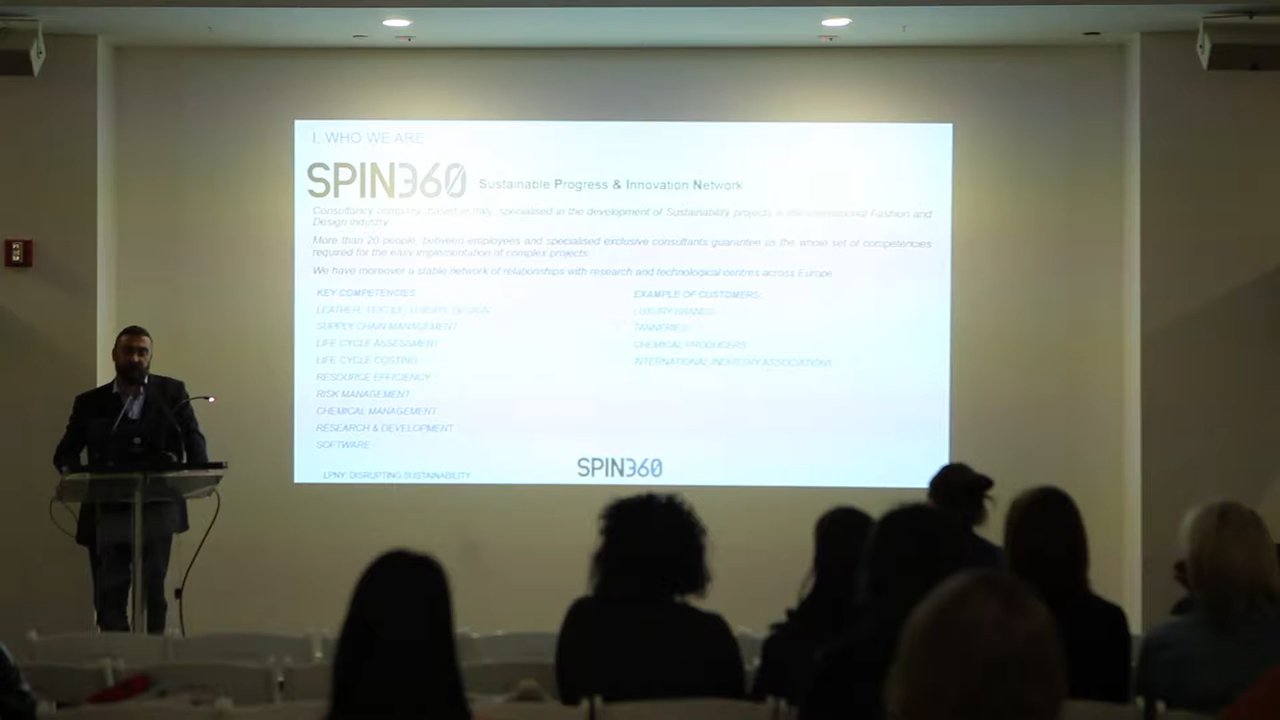 I. WHO WE ARE
SPIN360 Sustainable Progress & Innovation Network
Consultancy company, based in Italy, specialised in the development of Sustainability projects in the international Fashion and
Design industry
More than 20 people, between employees and specialised exclusive consultants guarantee us the whole set of competencies
required for the easy implementation of complex projects.
We have moreover a stable network of relationships with research and technological centres across Europe
KEY COMPETENCIES
LEATHER, TEXTILE, LUXURY, DESIGN
SUPPLY CHAIN MANAGEMENT
LIFE CYCLE ASSESSMENT
LIFE CYCLE COSTING
RESOURCE EFFICIENCY
RISK MANAGEMENT
CHEMICAL MANAGEMENT
RESEARCH & DEVELOPMENT
SOFTWARE
EXAMPLE OF CUSTOMERS:
LUXURY BRANDS
TANNERIES
CHEMICAL PRODUCERS
INTERNATIONAL INDUSTRY ASSOCIATIONS
LPNY: DISRUPTING SUSTAINABILITY
SPIN360